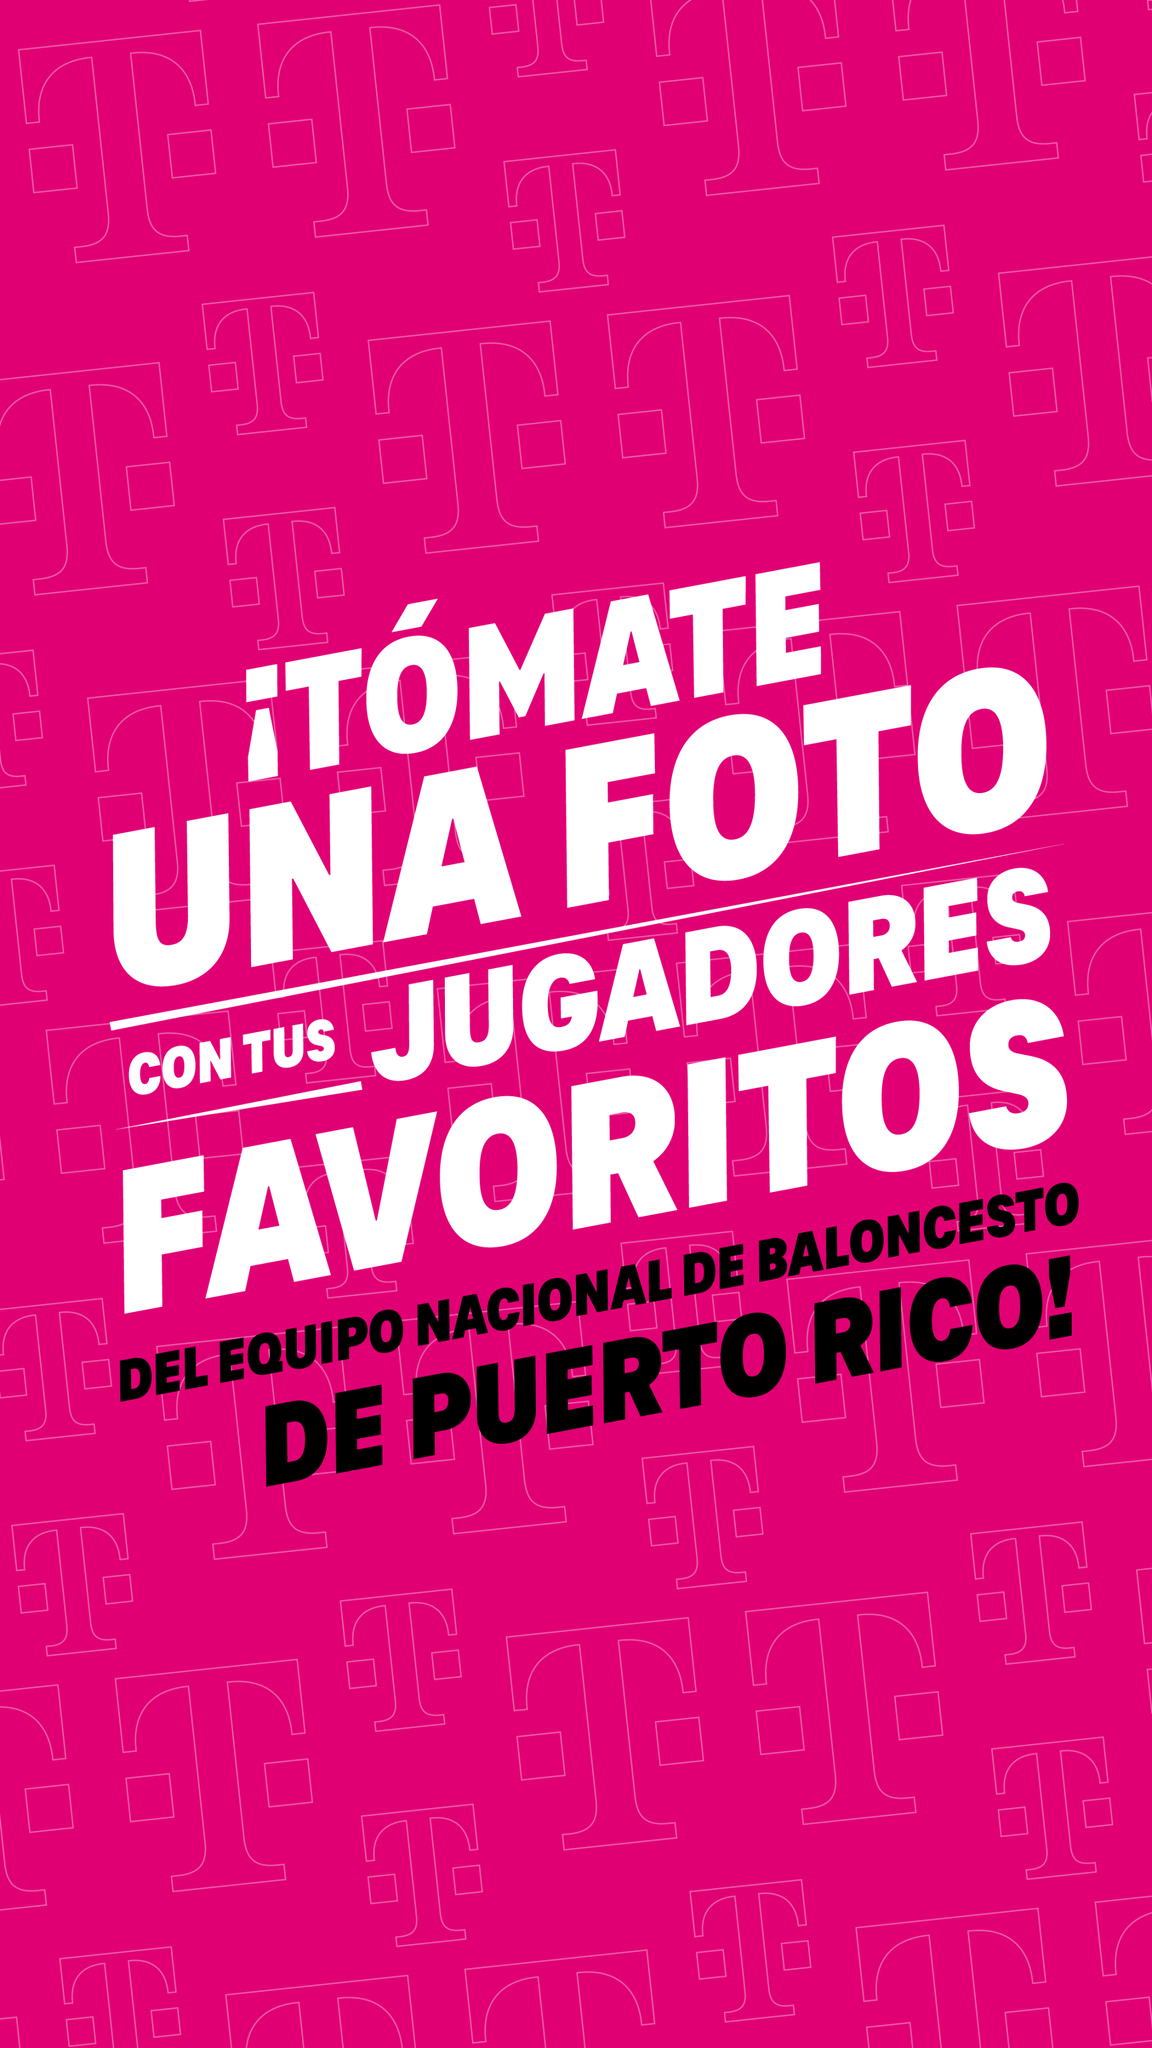 ¡TÓMATE
UNA FOTO
CON TUS JUGADORES
FAVORITOS
DEL EQUIPO NACIONAL DE BALONCESTO
DE PUERTO RICO!